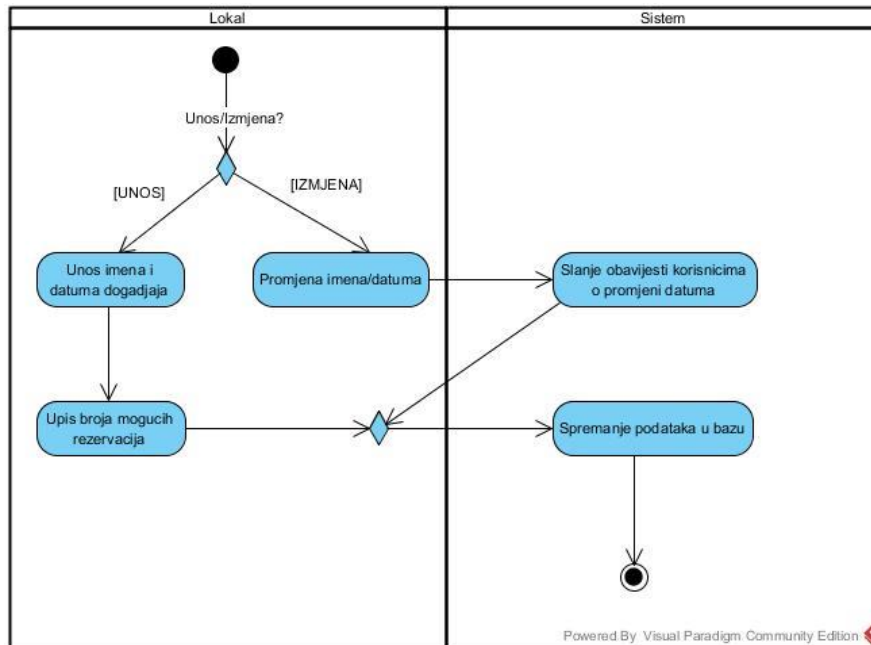 Lokal
Sistem
Unos/Izmjena?
[UNOS]
[IZMJENA]
Unos imena i
datuma dogadjaja
Promjena imena/datuma
Slanje obavijesti korisnicima
o promjeni datuma
Upis broja mogucih
rezervacija
Spremanje podataka u bazu
Powered By Visual Paradigm Community Edition